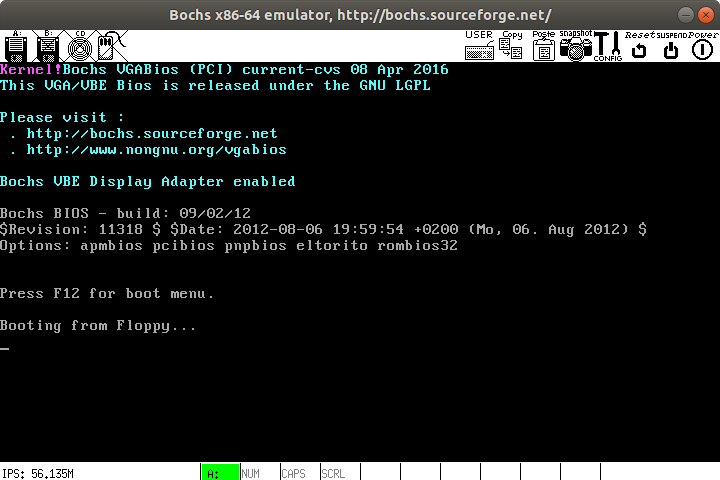 Bochs x86-64 emulator, http://bochs.sourceforge.net/
A: B: CD USER Copy Paste Snapshot CONFIG Reset SUSPEND Power
Kernel!Bochs VGABios (PCI) current-cvs 08 Apr 2016
This VGA/VBE Bios is released under the GNU LGPL
Please visit :
. http://bochs.sourceforge.net
. http://www.nongnu.org/vgabios
Bochs VBE Display Adapter enabled
Bochs BIOS - build: 09/02/12
$Revision: 11318 $ $Date: 2012-08-06 19:59:54 +0200 (Mo, 06. Aug 2012) $
Options: apmbios pcibios pnpbios eltorito rombios32
Press F12 for boot menu.
Booting from Floppy...
_
IPS: 56.135M A: NUM CAPS SCRL